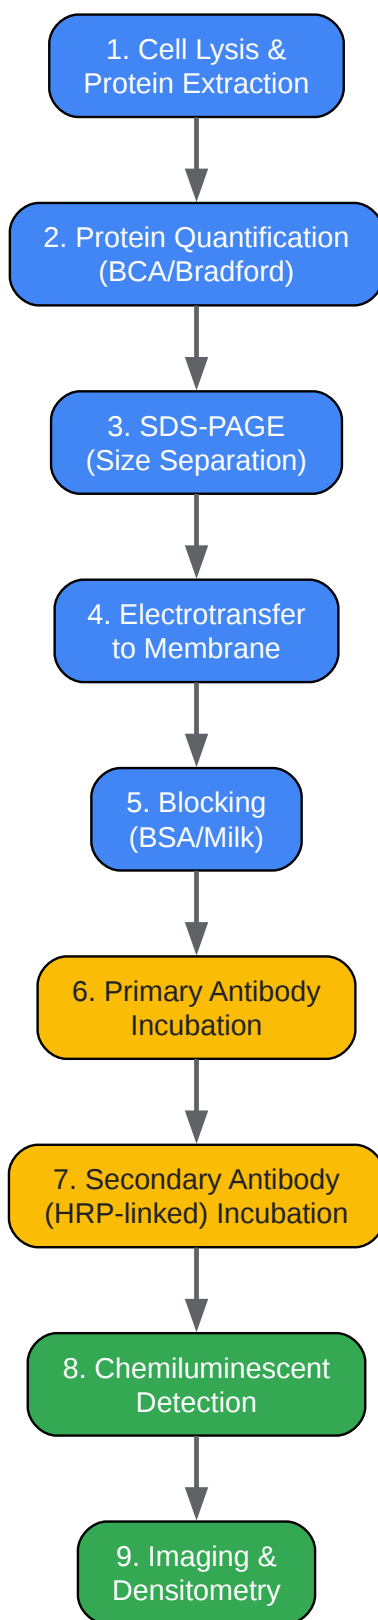 1. Cell Lysis &
Protein Extraction
2. Protein Quantification
(BCA/Bradford)
3. SDS-PAGE
(Size Separation)
4. Electrotransfer
to Membrane
5. Blocking
(BSA/Milk)
6. Primary Antibody
Incubation
7. Secondary Antibody
(HRP-linked) Incubation
8. Chemiluminescent
Detection
9. Imaging &
Densitometry